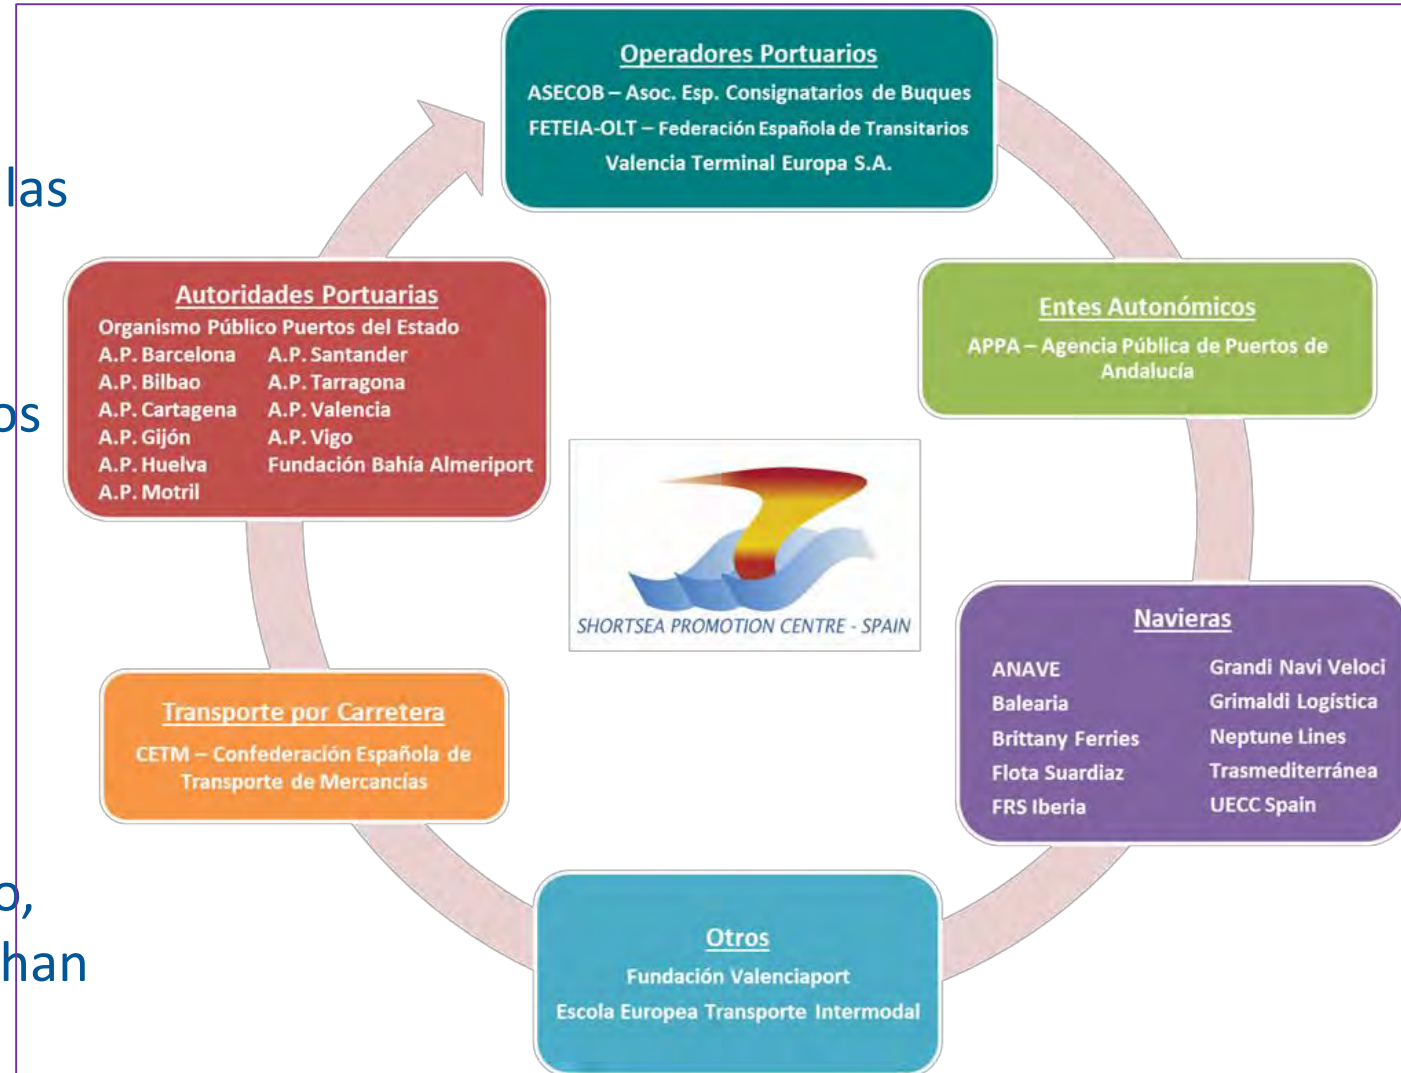 las
os
o,
han
Operadores Portuarios
ASECOB – Asoc. Esp. Consignatarios de Buques
FETEIA-OLT – Federación Española de Transitarios
Valencia Terminal Europa S.A.
Autoridades Portuarias
Organismo Público Puertos del Estado
A.P. Barcelona A.P. Santander
A.P. Bilbao A.P. Tarragona
A.P. Cartagena A.P. Valencia
A.P. Gijón A.P. Vigo
A.P. Huelva Fundación Bahía Almeriport
A.P. Motril
Entes Autonómicos
APPA – Agencia Pública de Puertos de
Andalucía
SHORTSEA PROMOTION CENTRE - SPAIN
Navieras
ANAVE Grandi Navi Veloci
Balearia Grimaldi Logística
Brittany Ferries Neptune Lines
Flota Suardiaz Trasmediterránea
FRS Iberia UECC Spain
Transporte por Carretera
CETM – Confederación Española de
Transporte de Mercancías
Otros
Fundación Valenciaport
Escola Europea Transporte Intermodal